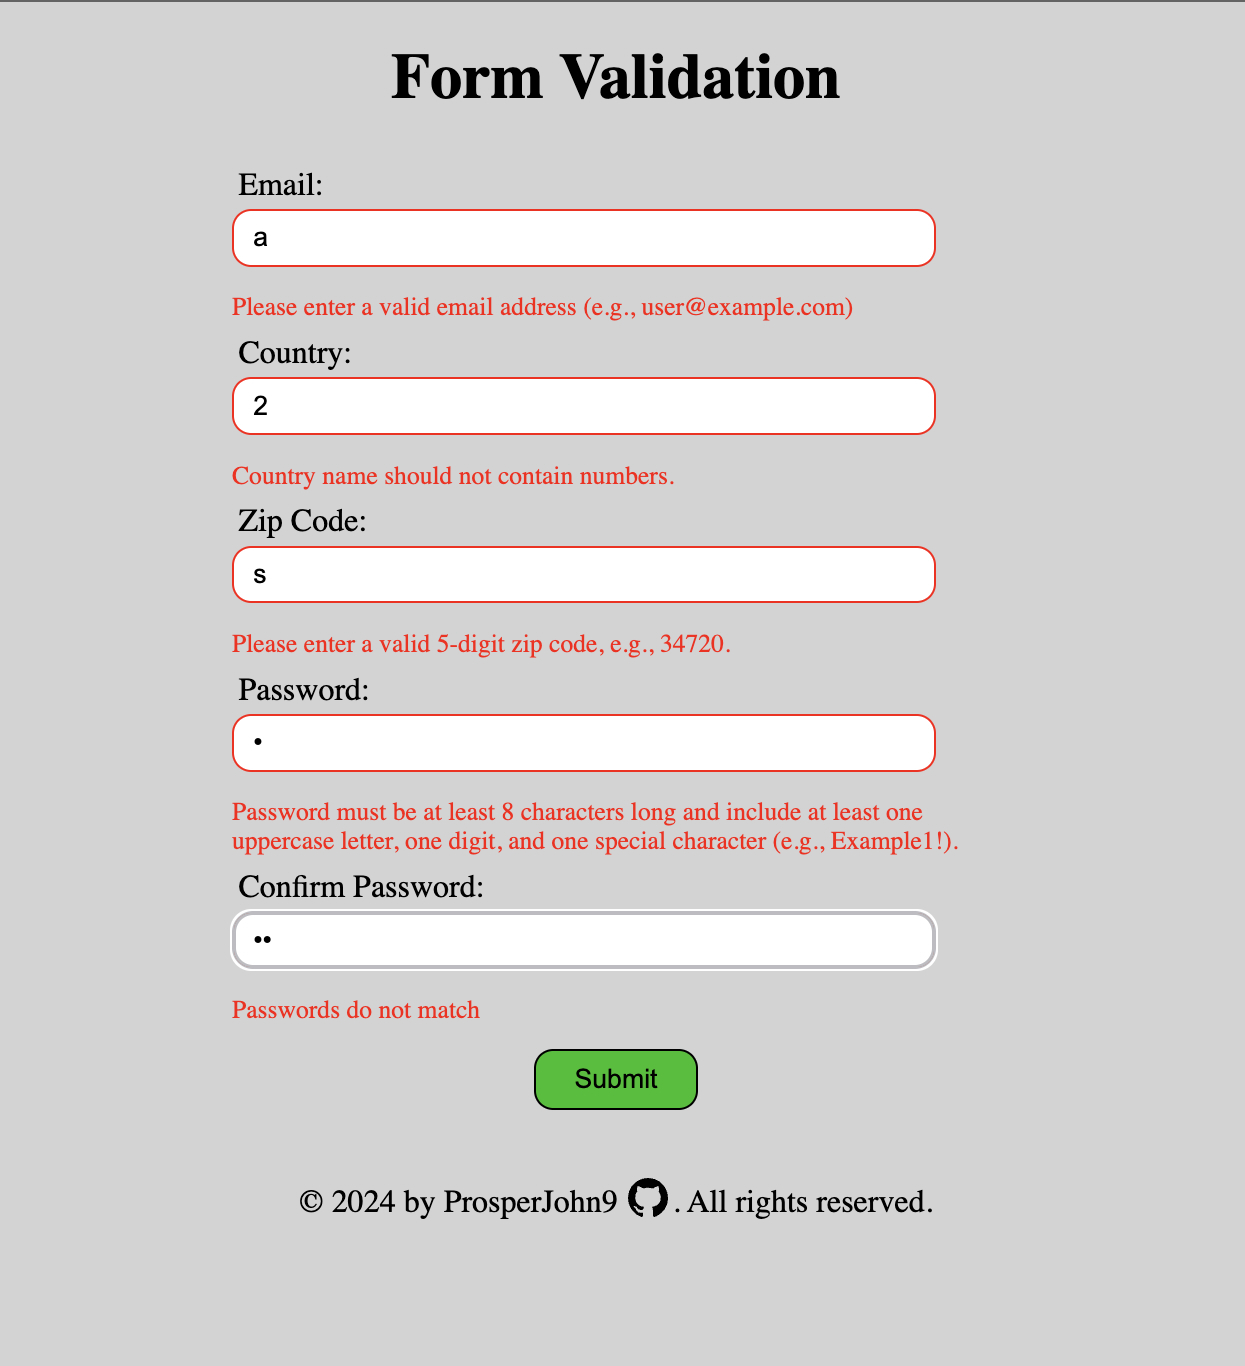 Form Validation
Email:
a
Please enter a valid email address (e.g., user@example.com)
Country:
2
Country name should not contain numbers.
Zip Code:
s
Please enter a valid 5-digit zip code, e.g., 34720.
Password:
•
Password must be at least 8 characters long and include at least one
uppercase letter, one digit, and one special character (e.g., Example1!).
Confirm Password:
••
Passwords do not match
Submit
© 2024 by ProsperJohn9 . All rights reserved.